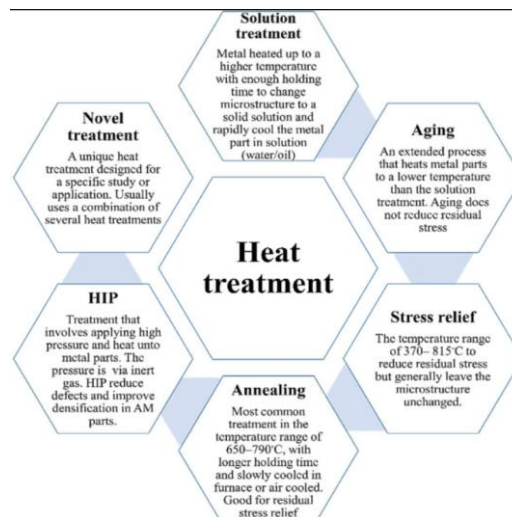 Solution
treatment
Metal heated up to a
higher temperature
with enough holding
time to change
microstructure to a
solid solution and
rapidly cool the metal
part in solution
(water/oil)
Aging
An extended process
that heats metal parts
to a lower temperature
than the solution
treatment. Aging does
not reduce residual
stress
Stress relief
The temperature range
of 370– 815°C to
reduce residual stress
but generally leave the
microstructure
unchanged.
Annealing
Most common
treatment in the
temperature range of
650–790°C, with
longer holding time
and slowly cooled in
furnace or air cooled.
Good for residual
stress relief
HIP
Treatment that
involves applying high
pressure and heat unto
metal parts. The
pressure is via inert
gas. HIP reduce
defects and improve
densification in AM
parts.
Novel
treatment
A unique heat
treatment designed for
a specific study or
application. Usually
uses a combination of
several heat treatments
Heat
treatment